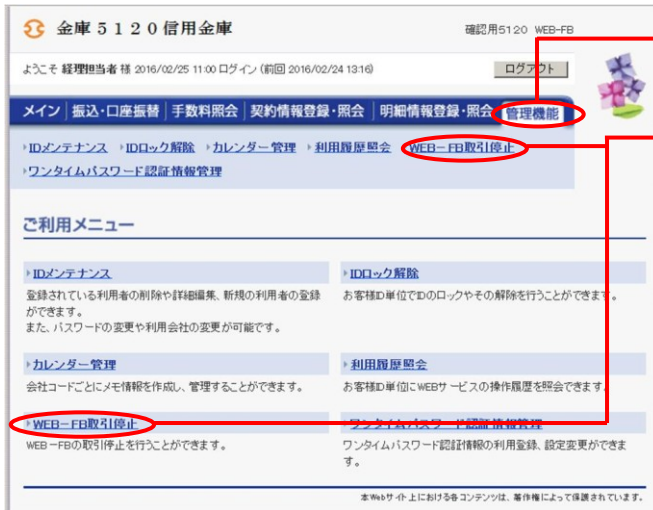 金庫５１２０信用金庫
確認用5120 WEB-FB
ようこそ 経理担当者 様 2016/02/25 11:00 ログイン (前回 2016/02/24 13:16)
ログアウト
メイン 振込・口座振替 手数料照会 契約情報登録・照会 明細情報登録・照会 管理機能
IDメンテナンス IDロック解除 カレンダー管理 利用履歴照会 WEB－FB取引停止
ワンタイムパスワード認証情報管理
ご利用メニュー
IDメンテナンス
登録されている利用者の削除や詳細編集、新規の利用者の登録
ができます。
また、パスワードの変更や利用会社の変更が可能です。
IDロック解除
お客様ID単位でIDのロックやその解除を行うことができます。
カレンダー管理
会社コードごとにメモ情報を作成し、管理することができます。
利用履歴照会
お客様ID単位にWEBサービスの操作履歴を照会できます。
WEB－FB取引停止
WEB－FBの取引停止を行うことができます。
ワンタイムパスワード認証情報管理
ワンタイムパスワード認証情報の利用登録、設定変更ができま
す。
本Webサイト上における各コンテンツは、著作権によって保護されています。